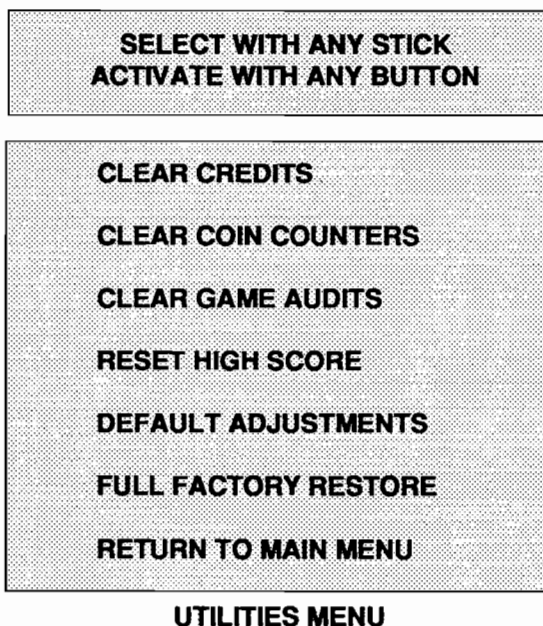 SELECT WITH ANY STICK
ACTIVATE WITH ANY BUTTON
CLEAR CREDITS
CLEAR COIN COUNTERS
CLEAR GAME AUDITS
RESET HIGH SCORE
DEFAULT ADJUSTMENTS
FULL FACTORY RESTORE
RETURN TO MAIN MENU
UTILITIES MENU